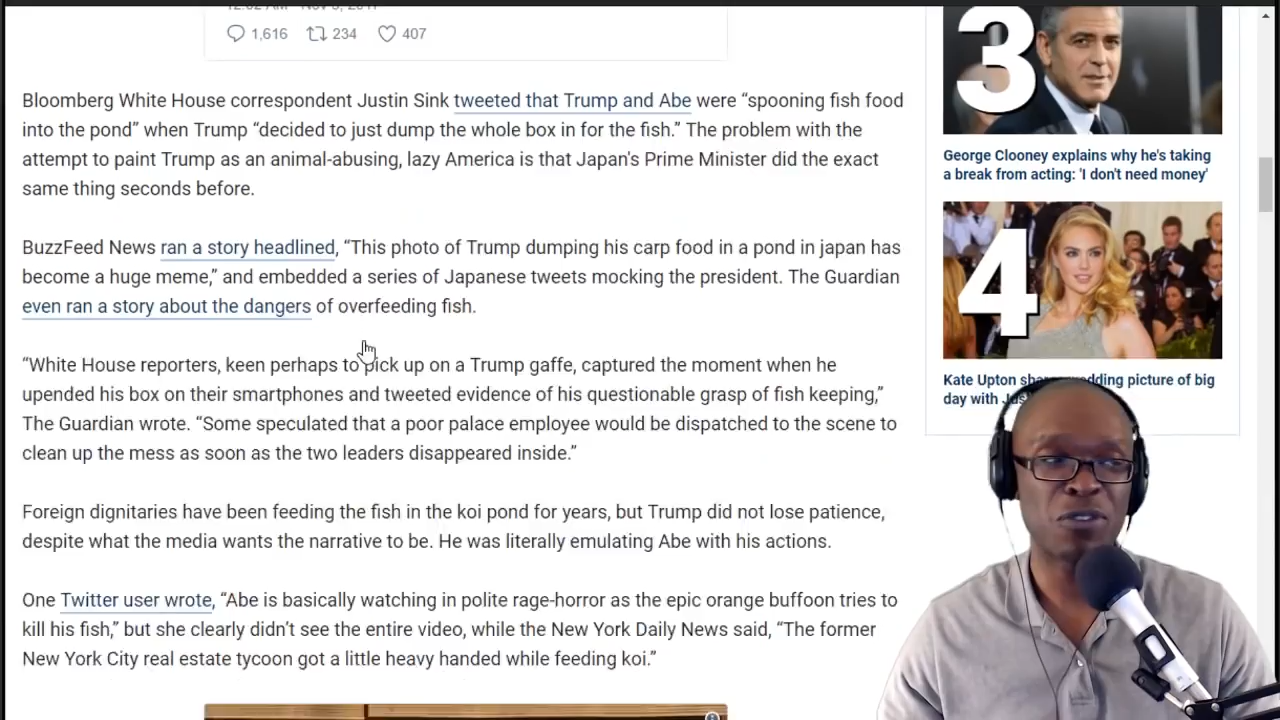 1,616 234 407
Bloomberg White House correspondent Justin Sink tweeted that Trump and Abe were “spooning fish food
into the pond” when Trump “decided to just dump the whole box in for the fish.” The problem with the
attempt to paint Trump as an animal-abusing, lazy America is that Japan's Prime Minister did the exact
same thing seconds before.
BuzzFeed News ran a story headlined, “This photo of Trump dumping his carp food in a pond in japan has
become a huge meme,” and embedded a series of Japanese tweets mocking the president. The Guardian
even ran a story about the dangers of overfeeding fish.
“White House reporters, keen perhaps to pick up on a Trump gaffe, captured the moment when he
upended his box on their smartphones and tweeted evidence of his questionable grasp of fish keeping,”
The Guardian wrote. “Some speculated that a poor palace employee would be dispatched to the scene to
clean up the mess as soon as the two leaders disappeared inside.”
Foreign dignitaries have been feeding the fish in the koi pond for years, but Trump did not lose patience,
despite what the media wants the narrative to be. He was literally emulating Abe with his actions.
One Twitter user wrote, “Abe is basically watching in polite rage-horror as the epic orange buffoon tries to
kill his fish,” but she clearly didn’t see the entire video, while the New York Daily News said, “The former
New York City real estate tycoon got a little heavy handed while feeding koi.”
3
George Clooney explains why he's taking
a break from acting: 'I don't need money'
4
Kate Upton dding picture of big
day with